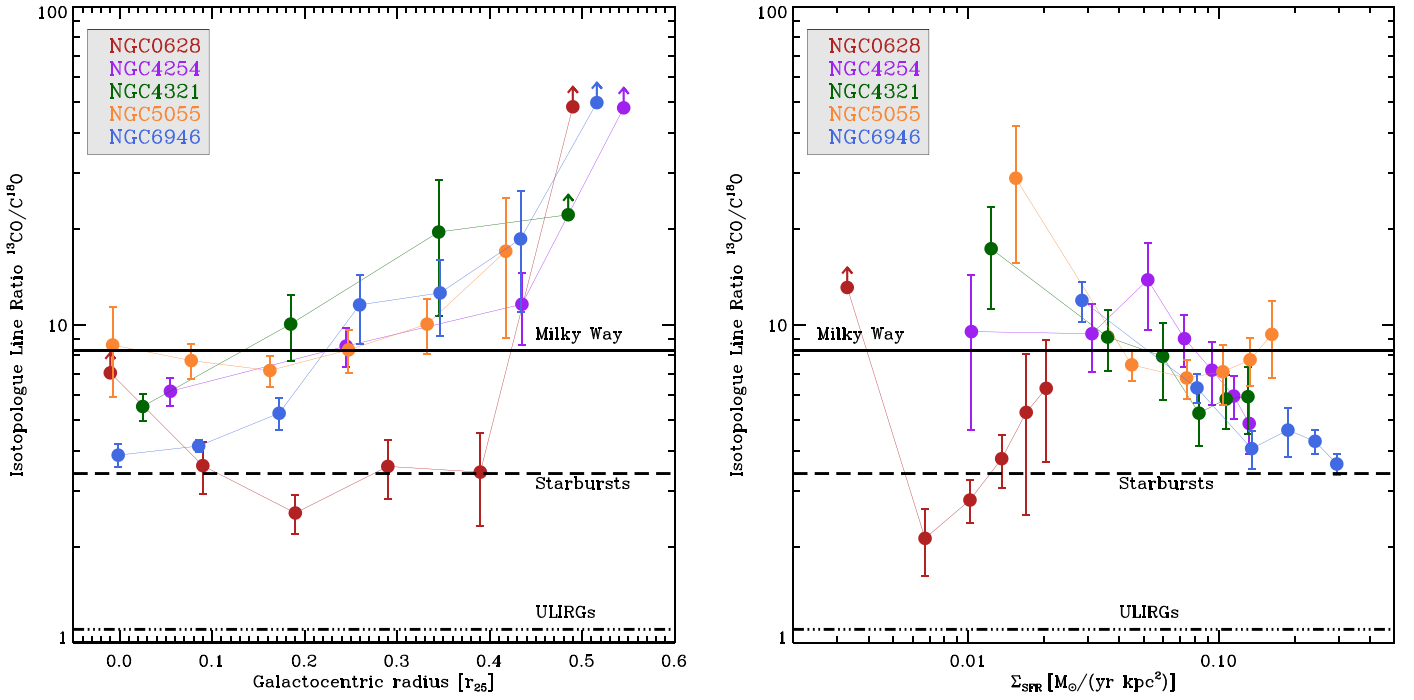 100
10
1
Isotopologue Line Ratio ¹³CO/C¹⁸O
NGC0628
NGC4254
NGC4321
NGC5055
NGC6946
Milky Way
Starbursts
ULIRGs
0.0 0.1 0.2 0.3 0.4 0.5 0.6
Galactocentric radius [r₂₅]
100
10
1
Isotopologue Line Ratio ¹³CO/C¹⁸O
NGC0628
NGC4254
NGC4321
NGC5055
NGC6946
Milky Way
Starbursts
ULIRGs
0.01 0.10
Σ_SFR [M_⊙/(yr kpc²)]